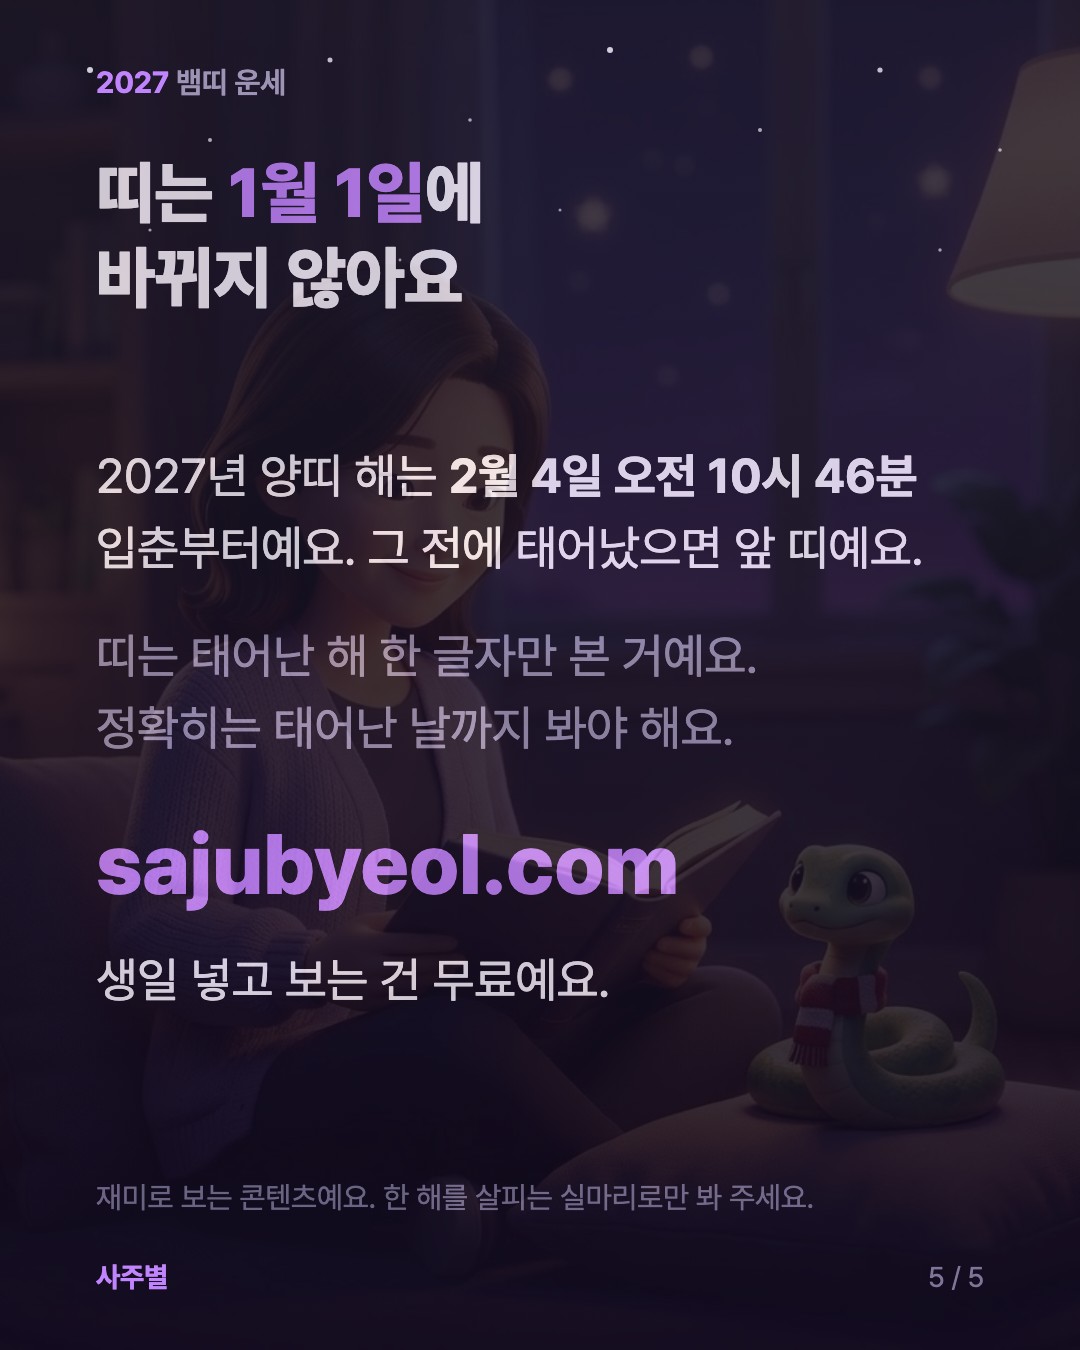 2027 뱀띠 운세
띠는 1월 1일에
바뀌지 않아요
2027년 양띠 해는 2월 4일 오전 10시 46분
입춘부터예요. 그 전에 태어났으면 앞 띠예요.
띠는 태어난 해 한 글자만 본 거예요.
정확히는 태어난 날까지 봐야 해요.
sajubyeol.com
생일 넣고 보는 건 무료예요.
재미로 보는 콘텐츠예요. 한 해를 살피는 실마리로만 봐 주세요.
사주별
5 / 5